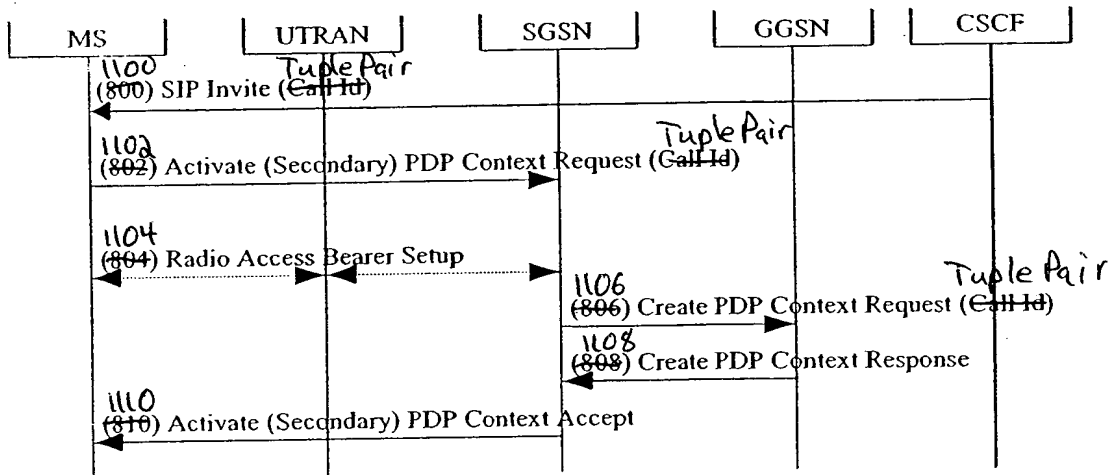 MS UTRAN SGSN GGSN CSCF
1100 Tuple Pair
(800) SIP Invite (Call Id)
1102 Tuple Pair
(802) Activate (Secondary) PDP Context Request (Call Id)
1104
(804) Radio Access Bearer Setup
1106 Tuple Pair
(806) Create PDP Context Request (Call Id)
1108
(808) Create PDP Context Response
1110
(810) Activate (Secondary) PDP Context Accept